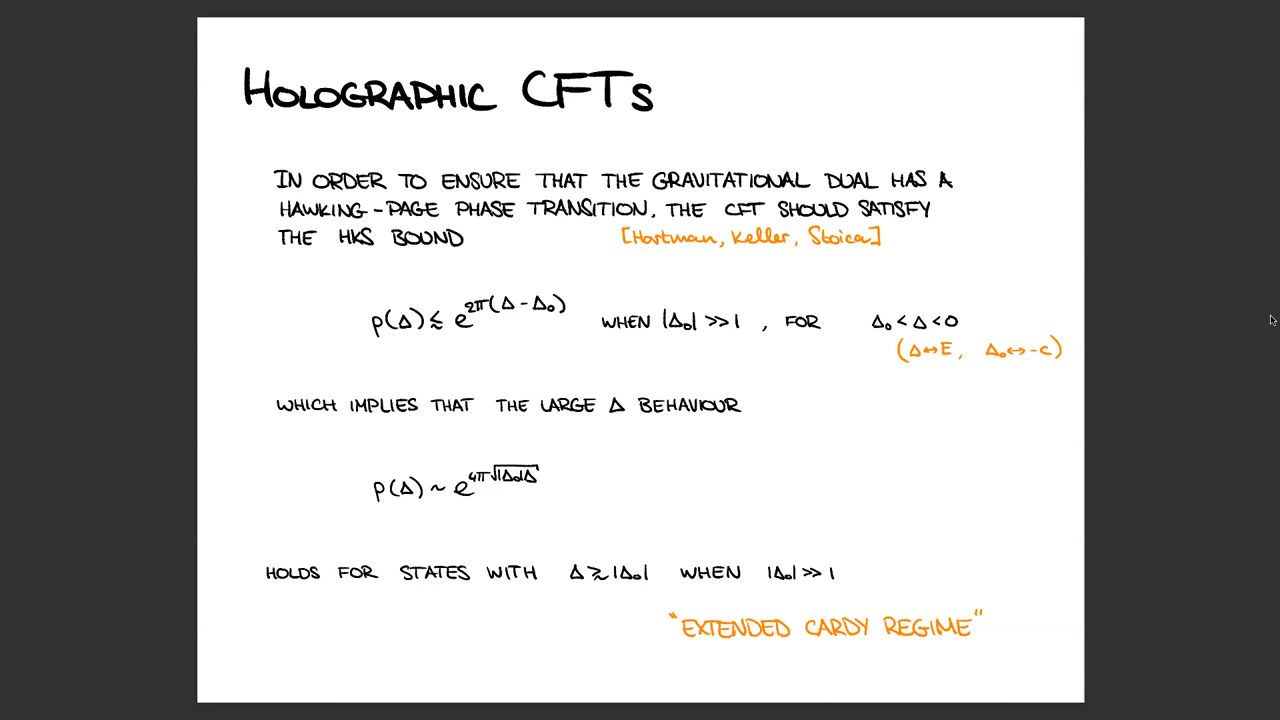 HOLOGRAPHIC CFTs
IN ORDER TO ENSURE THAT THE GRAVITATIONAL DUAL HAS A
HAWKING-PAGE PHASE TRANSITION, THE CFT SHOULD SATISFY
THE HKS BOUND [Hartman, Keller, Stoica]
ρ(Δ) ≲ e^{2π(Δ - Δ₀)} WHEN |Δ₀| >> 1 , FOR Δ₀ < Δ < 0
(Δ ↔ E, Δ₀ ↔ -c)
WHICH IMPLIES THAT THE LARGE Δ BEHAVIOUR
ρ(Δ) ~ e^{4π√|Δ₀|Δ}
HOLDS FOR STATES WITH Δ ≳ |Δ₀| WHEN |Δ₀| >> 1
"EXTENDED CARDY REGIME"